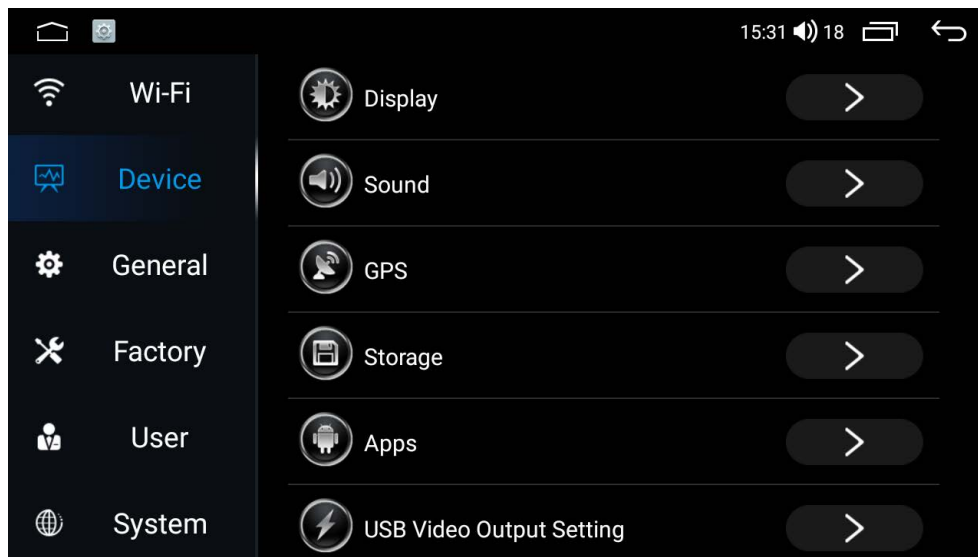 15:31 18
Wi-Fi
Device
General
Factory
User
System
Display
Sound
GPS
Storage
Apps
USB Video Output Setting